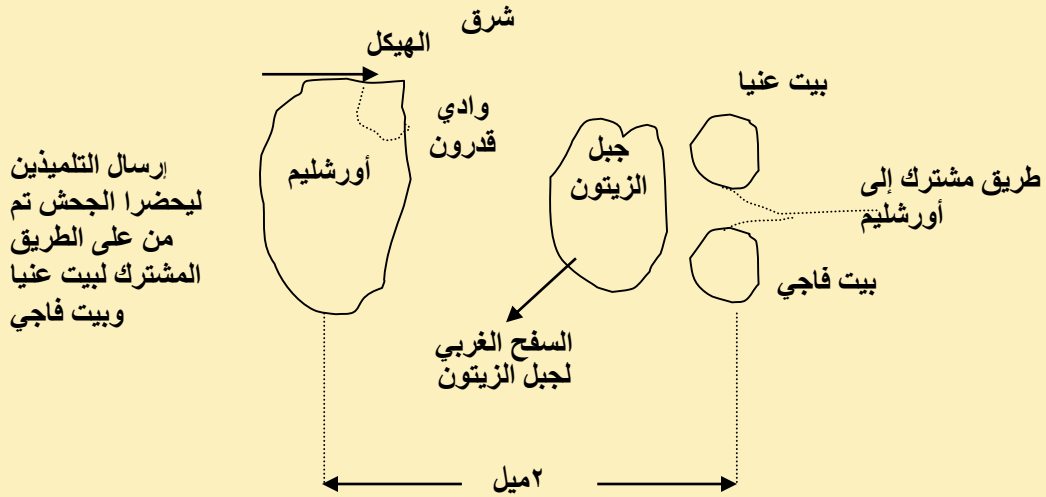 شرق
الهيكل
بيت عنيا
وادي
قدرون
أورشليم
جبل
الزيتون
طريق مشترك إلى
أورشليم
إرسال التلميذين
ليحضرا الجحش تم
من على الطريق
المشترك لبيت عنيا
وبيت فاجي
بيت فاجي
السفح الغربي
لجبل الزيتون
٢ميل